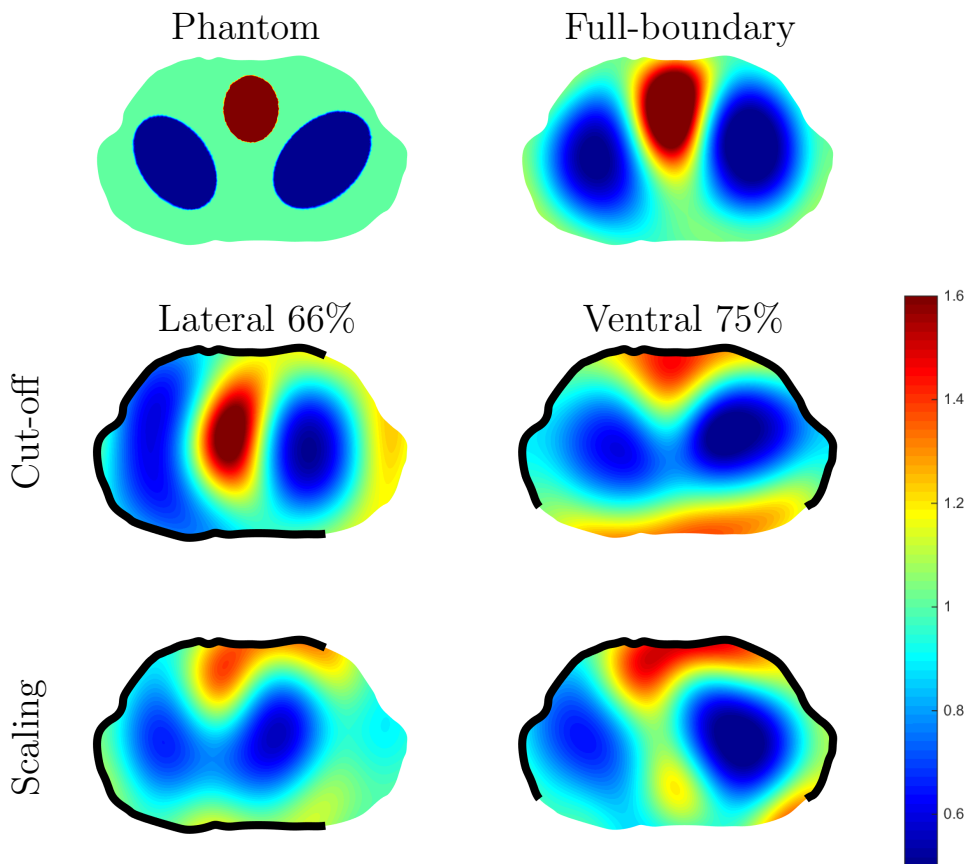 Phantom
Full-boundary
Lateral 66%
Ventral 75%
Cut-off
Scaling
1.6
1.4
1.2
1
0.8
0.6